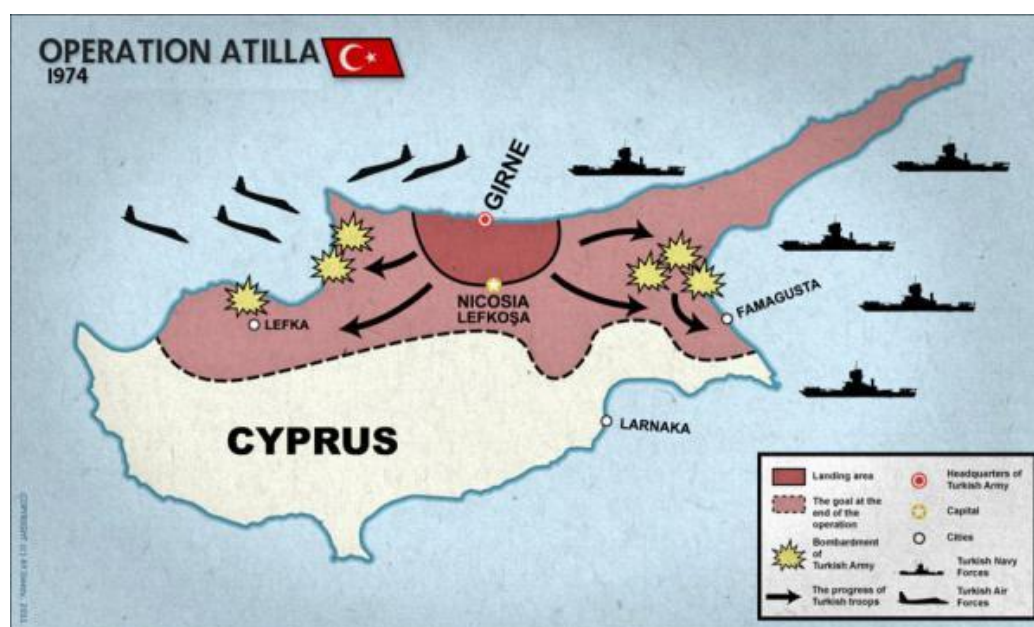 OPERATION ATILLA
1974
GIRNE
NICOSIA
LEFKOŞA
LEFKA
FAMAGUSTA
LARNAKA
CYPRUS
Landing area
The goal at the
end of the
operation
Bombardment
of
Turkish Army
The progress of
Turkish troops
Headquarters of
Turkish Army
Capital
Cities
Turkish Navy
Forces
Turkish Air
Forces
COPYRIGHT (c)